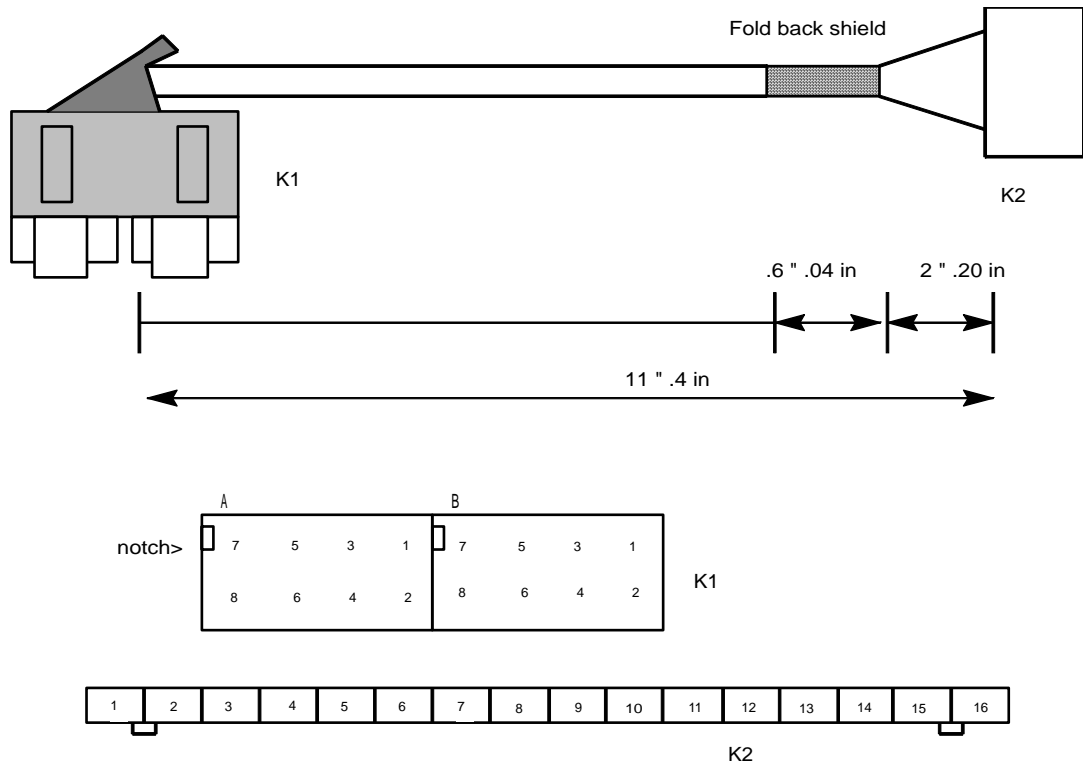 Fold back shield
K1
K2
.6 " .04 in 2 " .20 in
11 " .4 in
A B
notch> 7 5 3 1 7 5 3 1
8 6 4 2 8 6 4 2
K1
1 2 3 4 5 6 7 8 9 10 11 12 13 14 15 16
K2